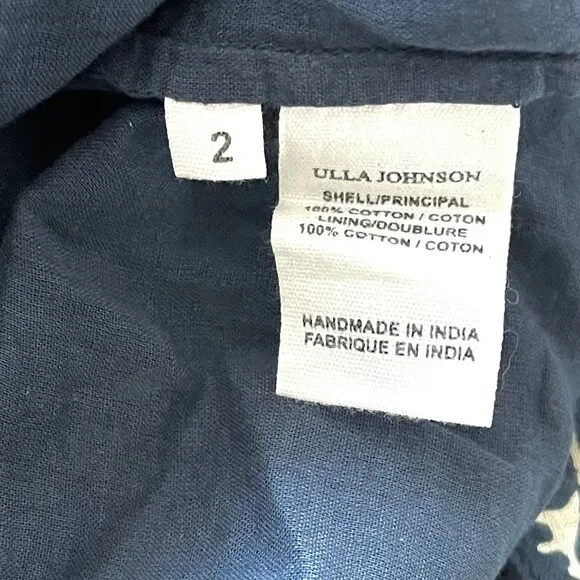 2
ULLA JOHNSON
SHELL/PRINCIPAL
100% COTTON / COTON
LINING/DOUBLURE
100% COTTON / COTON
HANDMADE IN INDIA
FABRIQUE EN INDIA